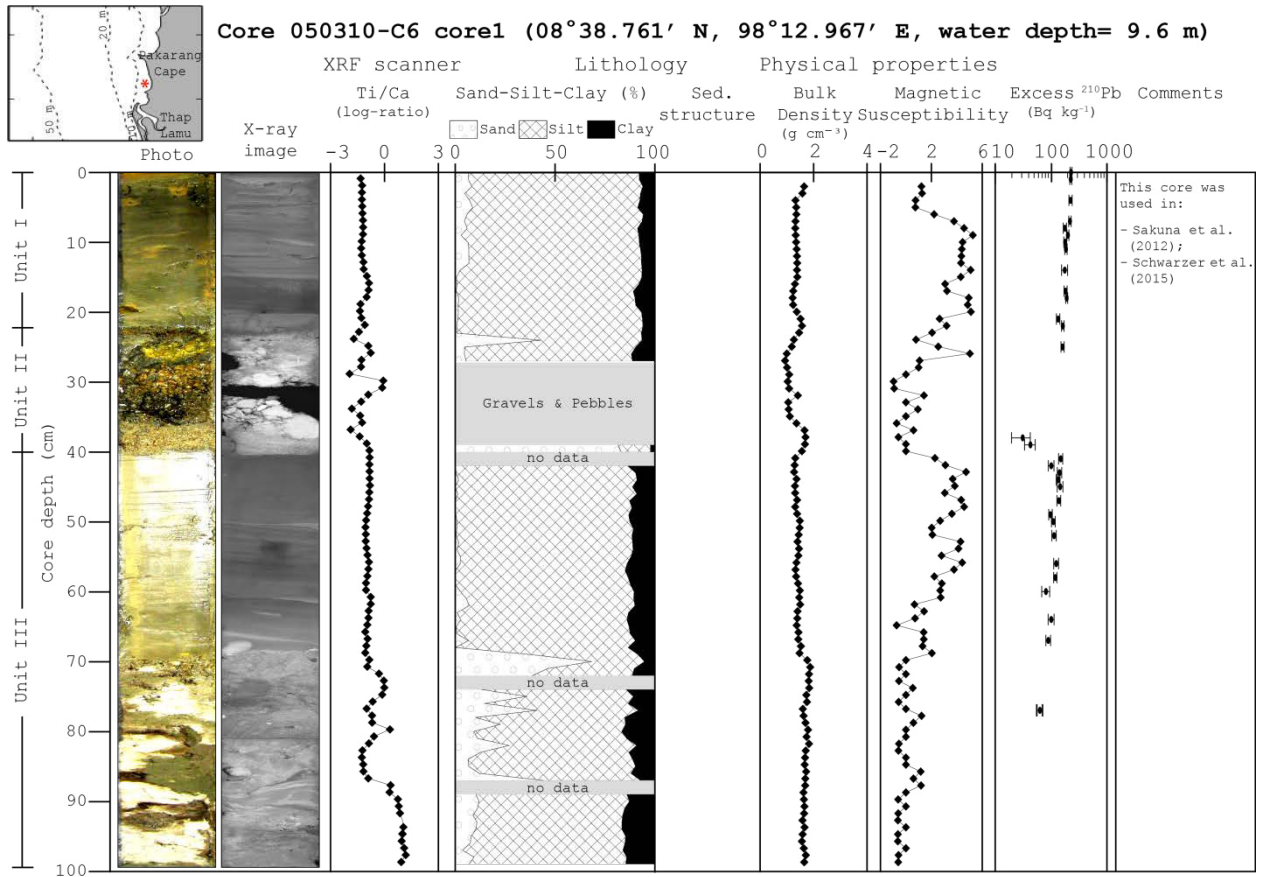 Core 050310-C6 core1 (08°38.761′ N, 98°12.967′ E, water depth= 9.6 m)
20 m
50 m
10 m
Pakarang
Cape
Thap
Lamu
XRF scanner
Lithology
Physical properties
Photo
X-ray
image
Ti/Ca
(log-ratio)
Sand-Silt-Clay (%)
Sand Silt Clay
Sed.
structure
Bulk
Density
(g cm⁻³)
Magnetic
Susceptibility
Excess ²¹⁰Pb
(Bq kg⁻¹)
Comments
−3 0 3
0 50 100
0 2 4
−2 2 6
1 10 100 1000
Core depth (cm)
0
10
20
30
40
50
60
70
80
90
100
Unit I
Unit II
Unit III
Gravels & Pebbles
no data
no data
no data
This core was
used in:
- Sakuna et al.
(2012);
- Schwarzer et al.
(2015)